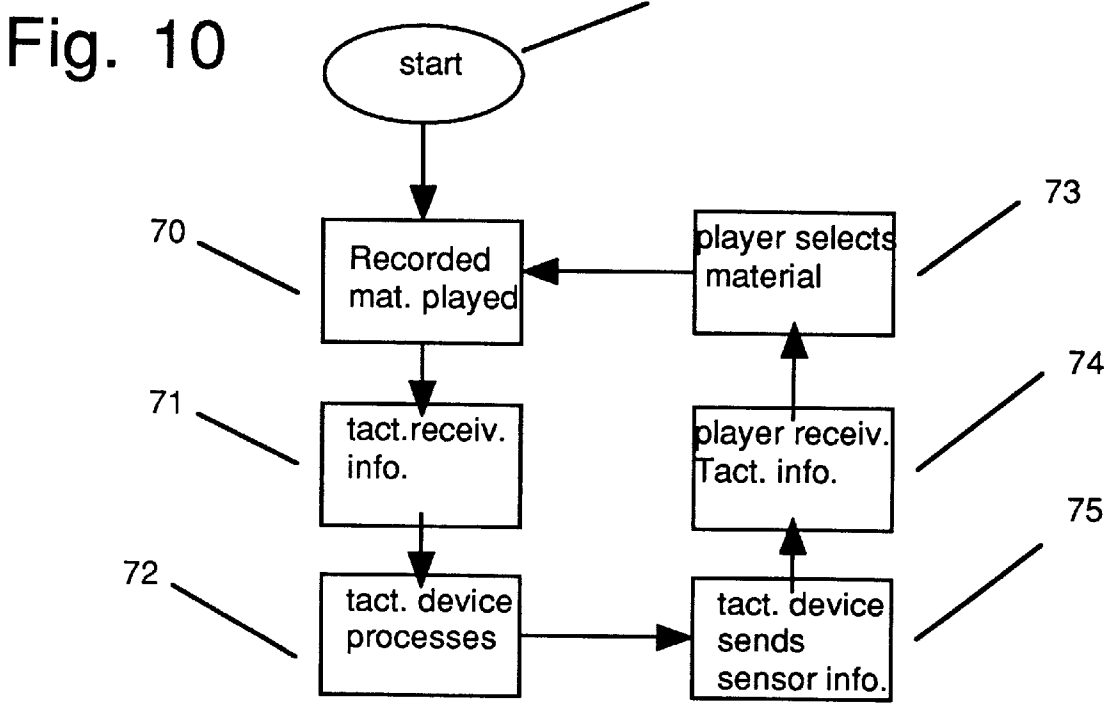 Fig. 10
start
70
Recorded
mat. played
71
tact.receiv.
info.
72
tact. device
processes
73
player selects
material
74
player receiv.
Tact. info.
75
tact. device
sends
sensor info.